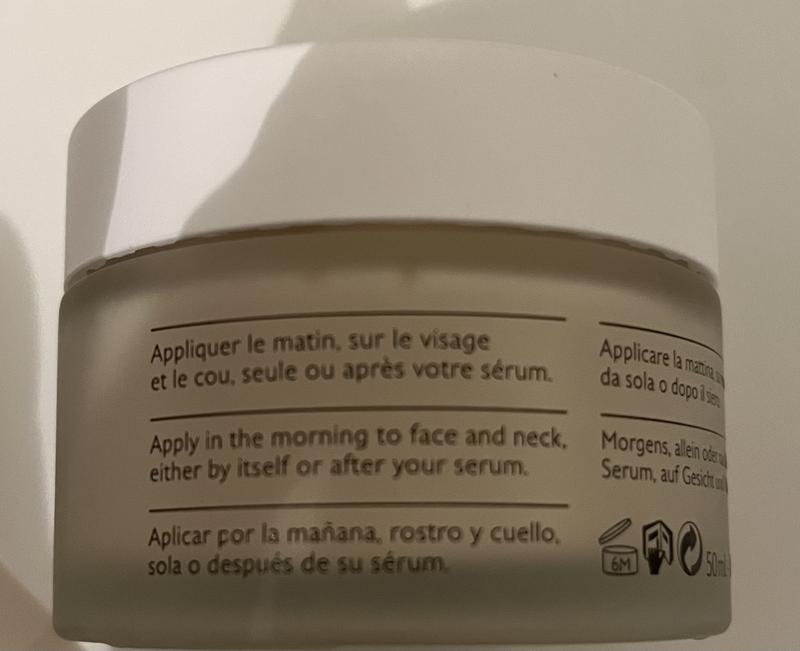 Appliquer le matin, sur le visage
et le cou, seule ou après votre sérum.
Apply in the morning to face and neck,
either by itself or after your serum.
Aplicar por la mañana, rostro y cuello,
sola o después de su sérum.
Applicare la mattina,
da sola o dopo il
Morgens, allein oder
Serum, auf Gesicht
6M
50ml